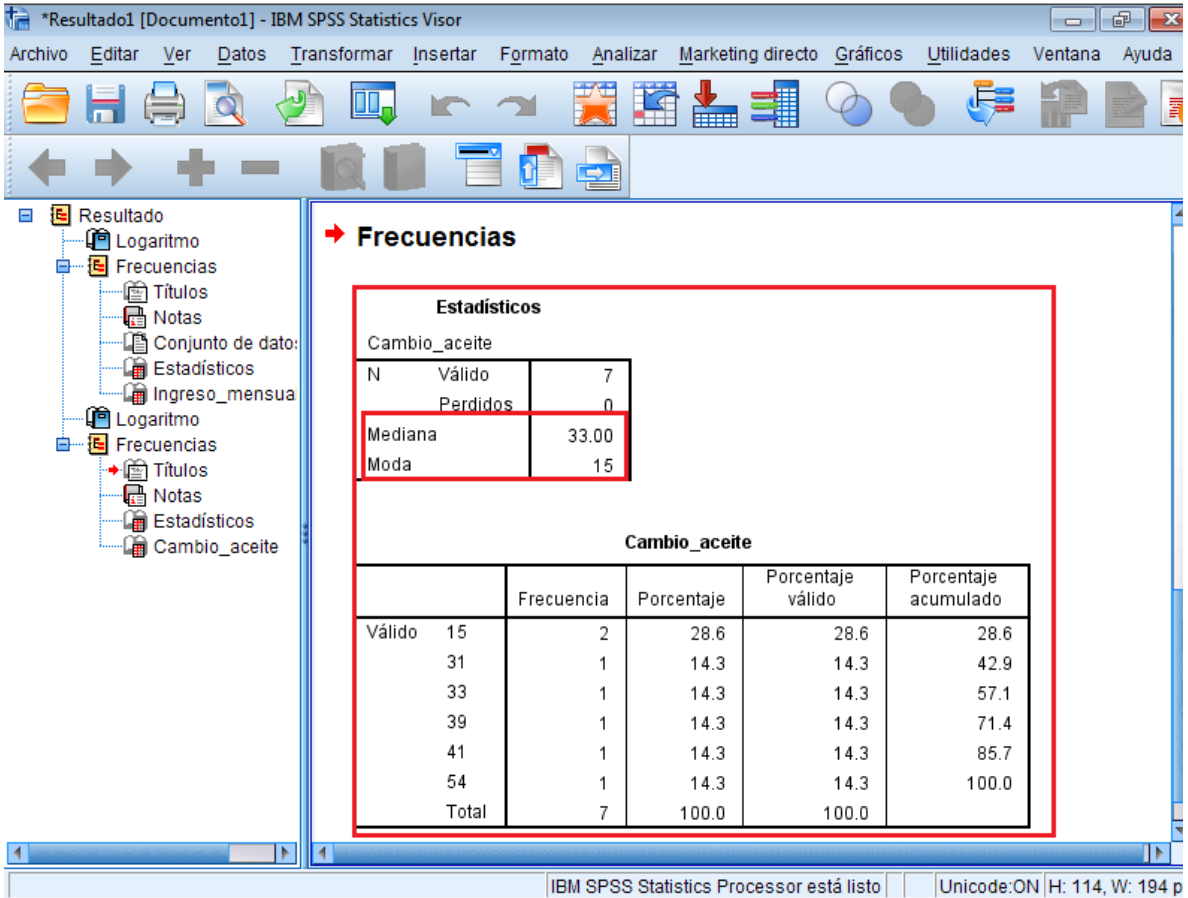 *Resultado1 [Documento1] - IBM SPSS Statistics Visor
Archivo Editar Ver Datos Transformar Insertar Formato Analizar Marketing directo Gráficos Utilidades Ventana Ayuda
Resultado
Logaritmo
Frecuencias
Títulos
Notas
Conjunto de dato
Estadísticos
Ingreso_mensua
Logaritmo
Frecuencias
Títulos
Notas
Estadísticos
Cambio_aceite
Frecuencias
Estadísticos
Cambio_aceite
N Válido 7
Perdidos 0
Mediana 33.00
Moda 15
Cambio_aceite
Frecuencia Porcentaje Porcentaje válido Porcentaje acumulado
Válido 15 2 28.6 28.6 28.6
31 1 14.3 14.3 42.9
33 1 14.3 14.3 57.1
39 1 14.3 14.3 71.4
41 1 14.3 14.3 85.7
54 1 14.3 14.3 100.0
Total 7 100.0 100.0
IBM SPSS Statistics Processor está listo Unicode:ON H: 114, W: 194 p